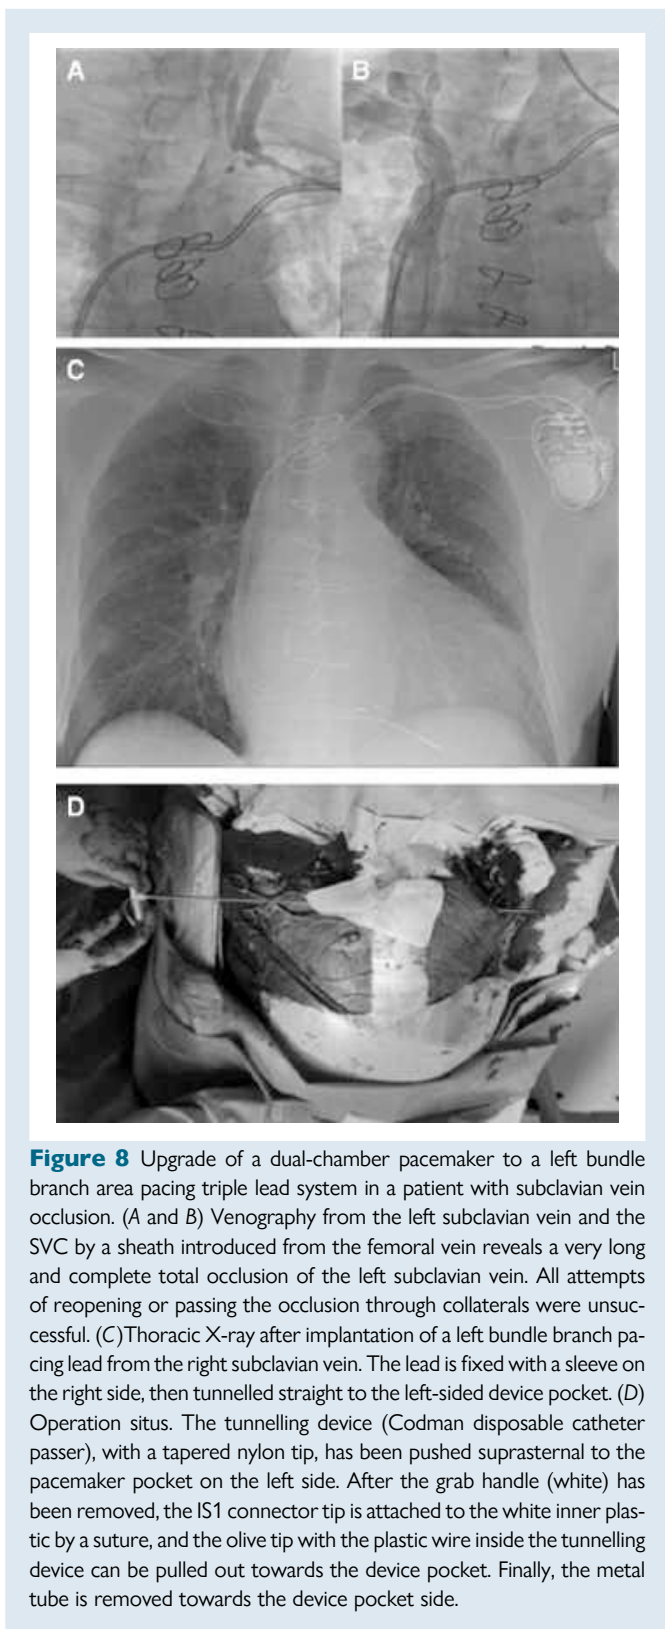 A
B
C
L
D
Figure 8 Upgrade of a dual-chamber pacemaker to a left bundle
branch area pacing triple lead system in a patient with subclavian vein
occlusion. (A and B) Venography from the left subclavian vein and the
SVC by a sheath introduced from the femoral vein reveals a very long
and complete total occlusion of the left subclavian vein. All attempts
of reopening or passing the occlusion through collaterals were unsuc-
cessful. (C)Thoracic X-ray after implantation of a left bundle branch pa-
cing lead from the right subclavian vein. The lead is fixed with a sleeve on
the right side, then tunnelled straight to the left-sided device pocket. (D)
Operation situs. The tunnelling device (Codman disposable catheter
passer), with a tapered nylon tip, has been pushed suprasternal to the
pacemaker pocket on the left side. After the grab handle (white) has
been removed, the IS1 connector tip is attached to the white inner plas-
tic by a suture, and the olive tip with the plastic wire inside the tunnelling
device can be pulled out towards the device pocket. Finally, the metal
tube is removed towards the device pocket side.